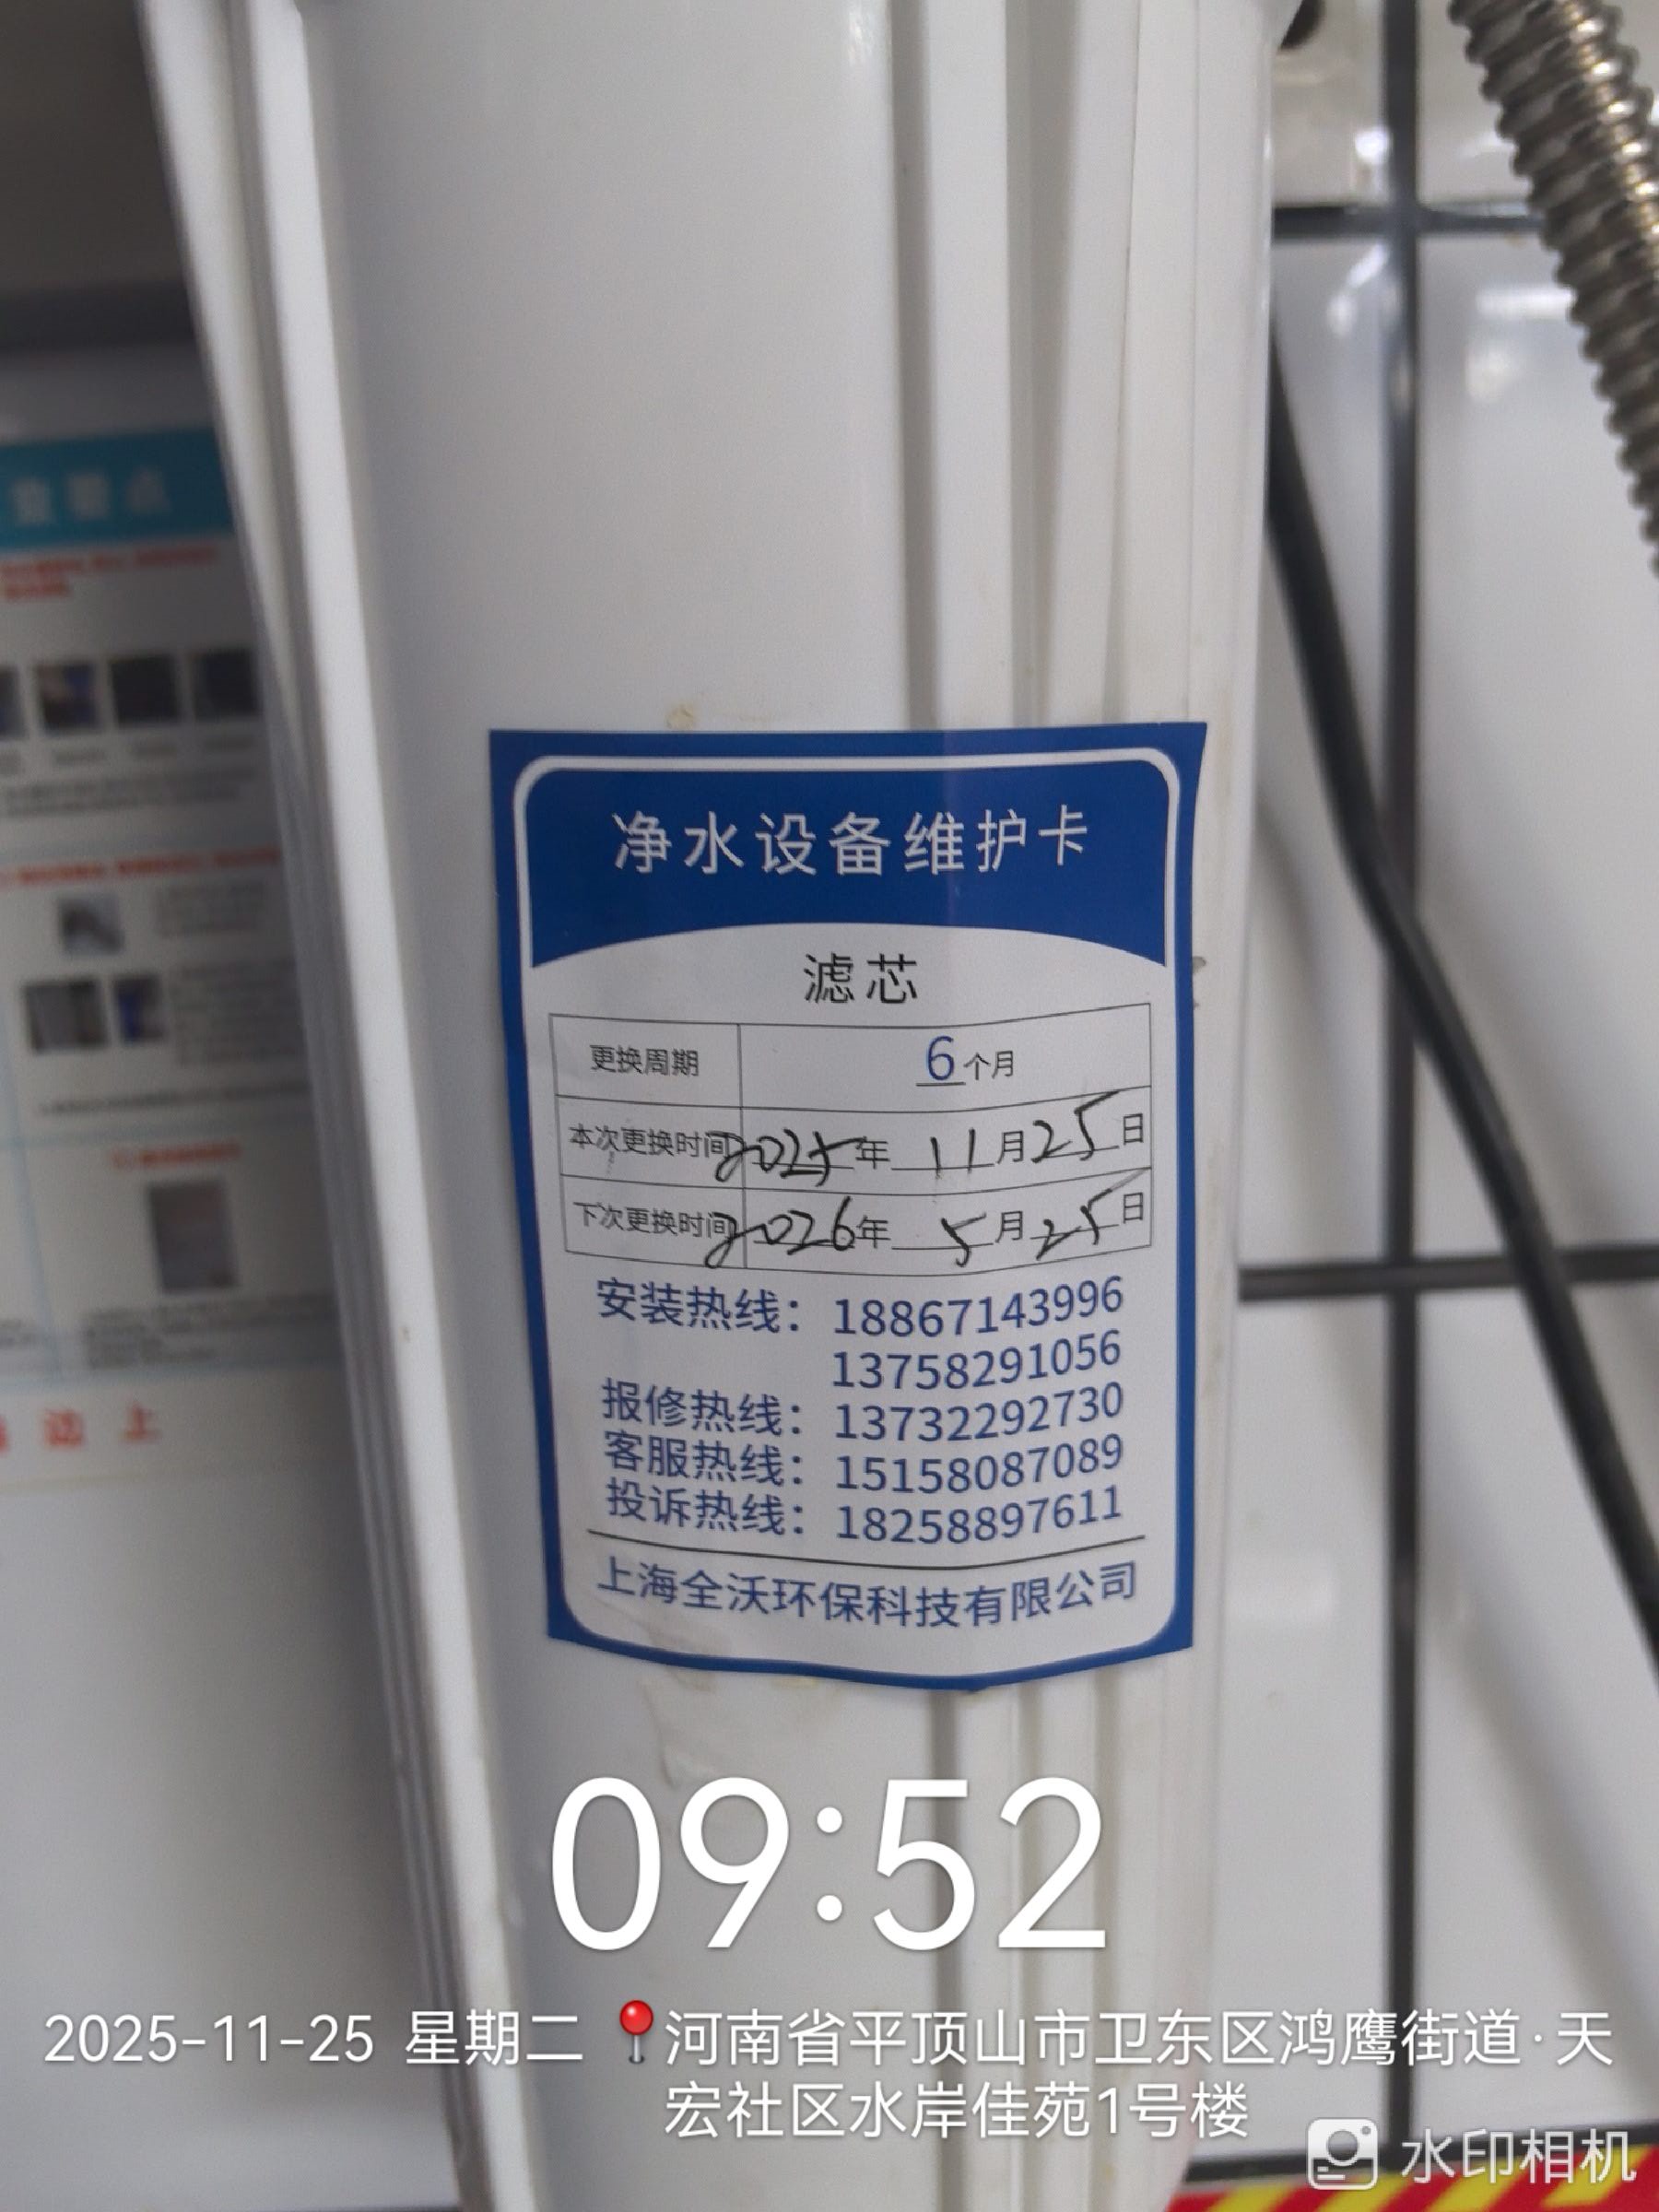 查看点
净水设备维护卡
滤芯
更换周期 6个月
本次更换时间 2025年 11月25日
下次更换时间 2026年 5月25日
安装热线：18867143996
13758291056
报修热线：13732292730
客服热线：15158087089
投诉热线：18258897611
上海全沃环保科技有限公司
边上
09:52
2025-11-25 星期二 河南省平顶山市卫东区鸿鹰街道·天
宏社区水岸佳苑1号楼
水印相机